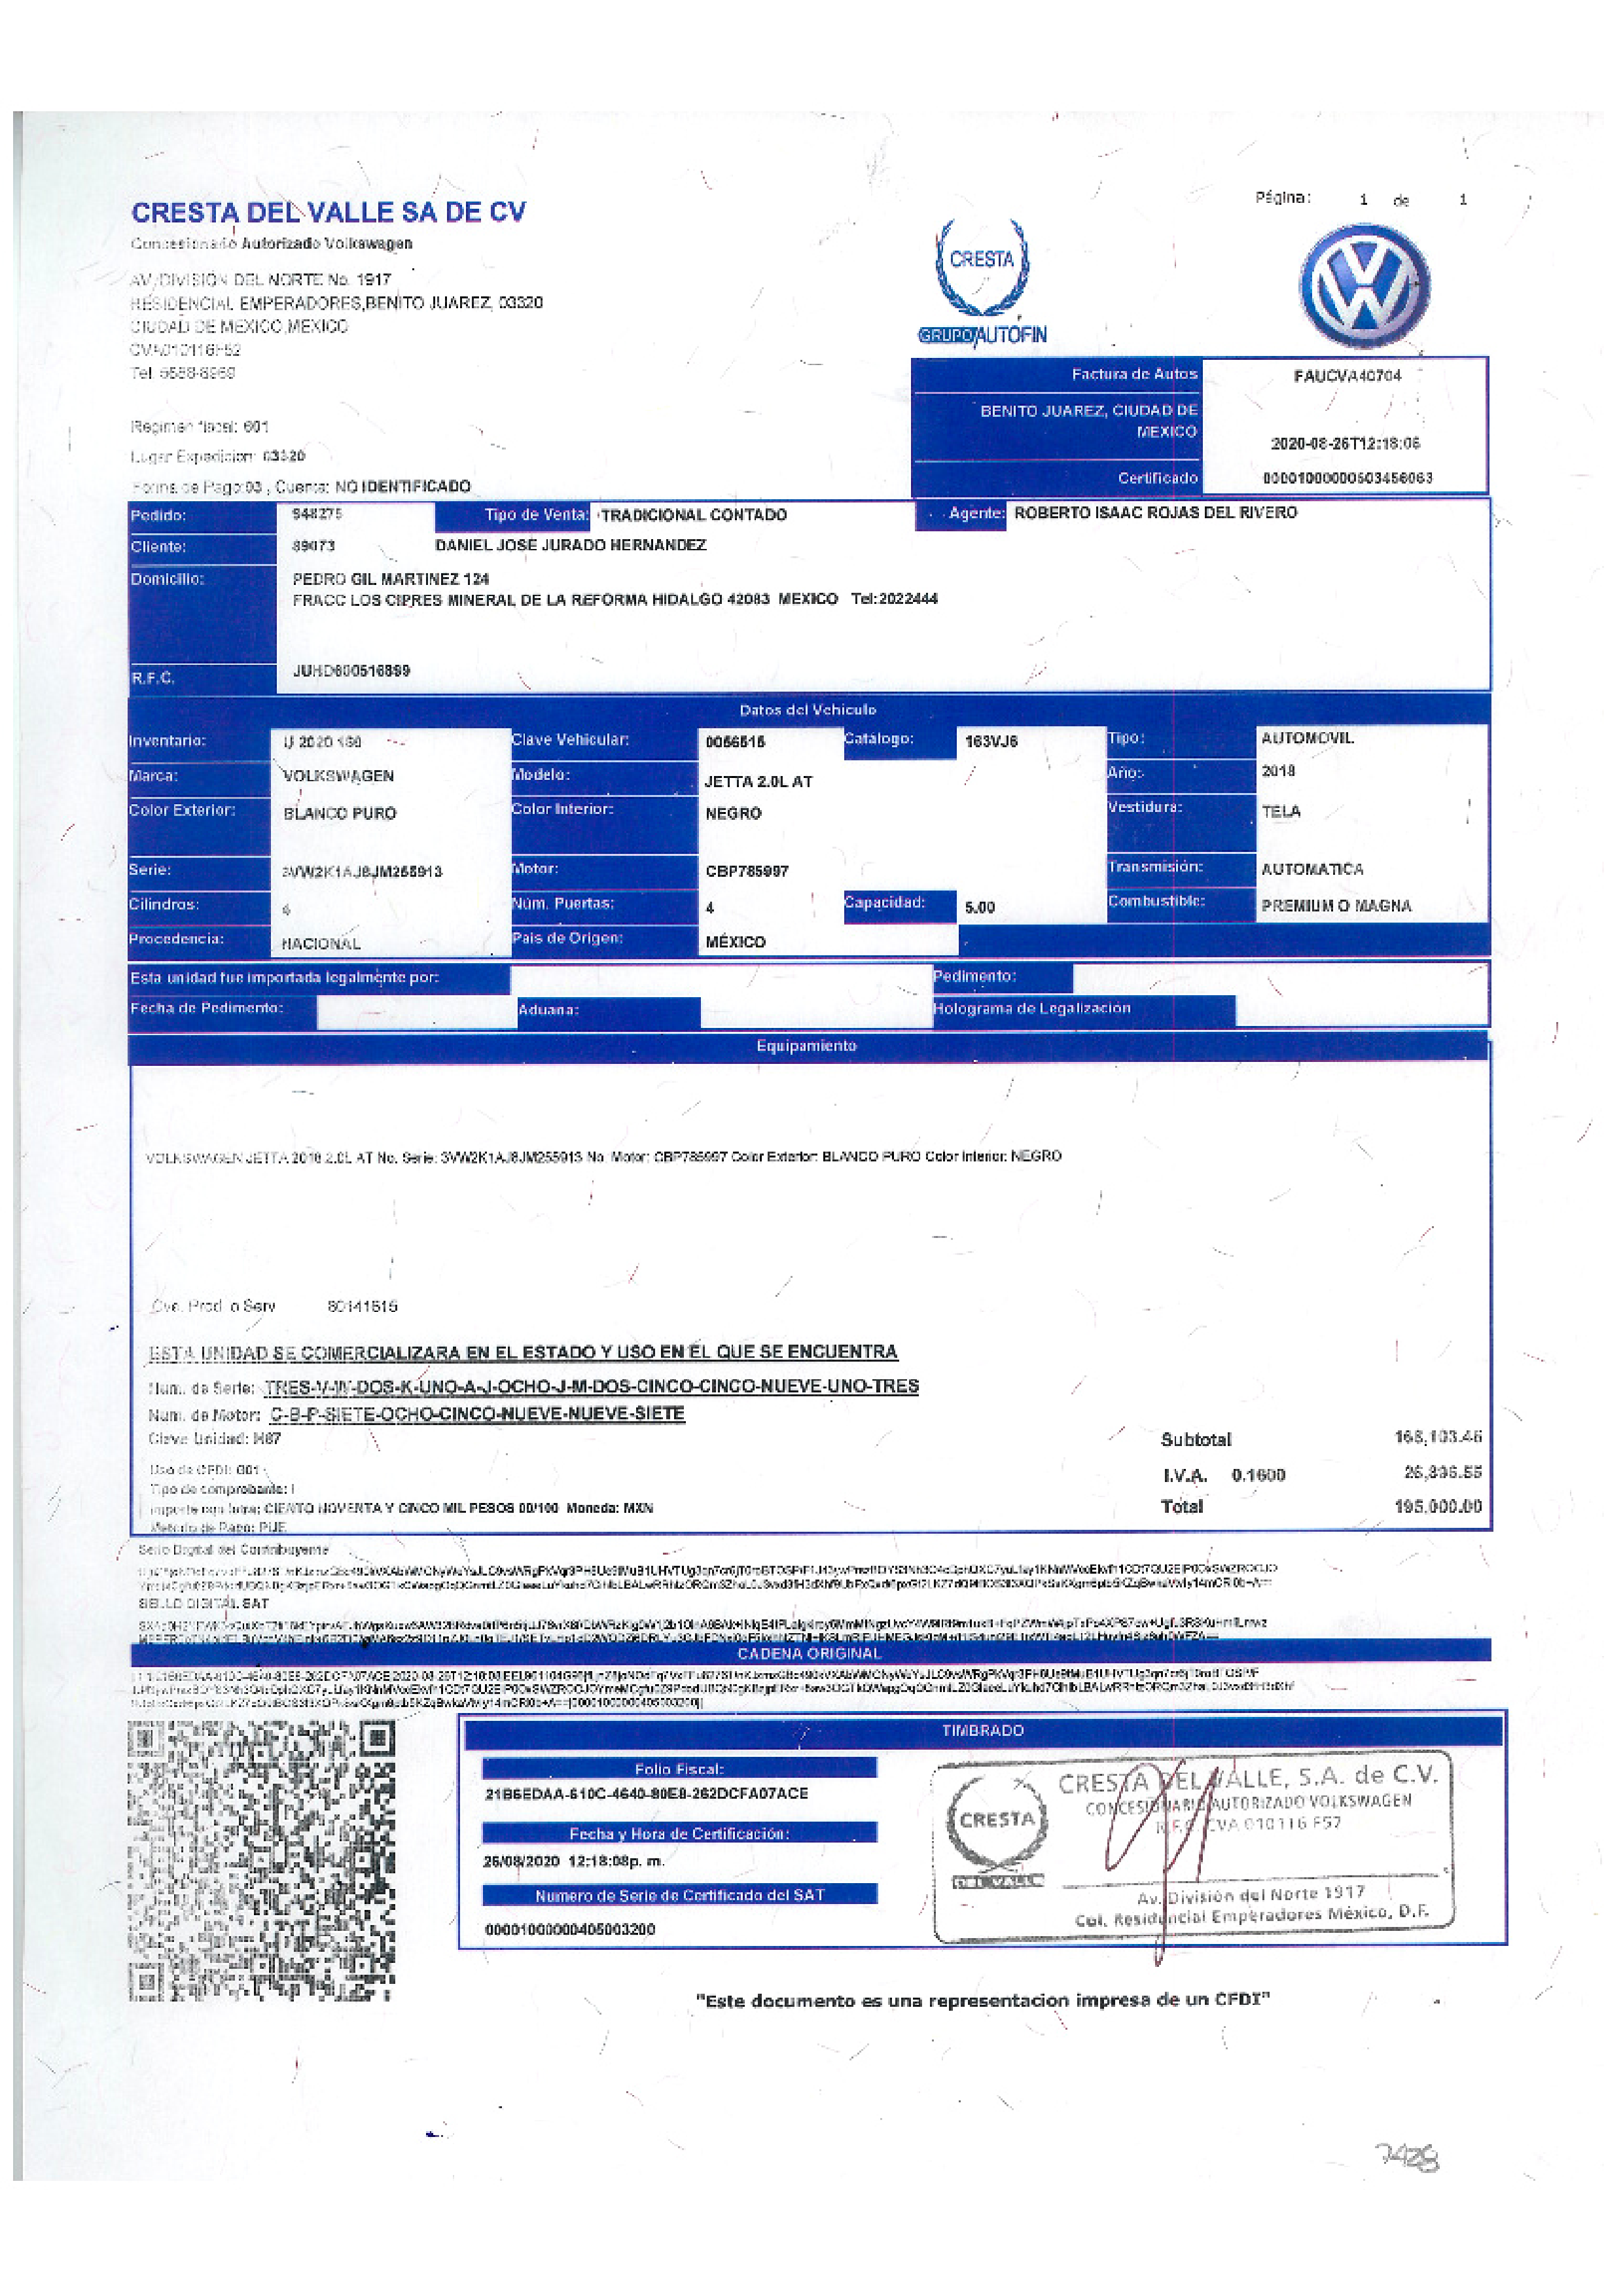 Página: 1 de 1
CRESTA DEL VALLE SA DE CV
Concesionario Autorizado Volkswagen
AV. DIVISION DEL NORTE No. 1917
RESIDENCIAL EMPERADORES, BENITO JUAREZ, 03320
CIUDAD DE MEXICO, MEXICO
CVA010116F52
Tel. 5588-8969
CRESTA
GRUPO AUTOFIN
Factura de Autos FAUCVA40704
BENITO JUAREZ, CIUDAD DE
MEXICO
2020-08-26T12:18:06
Certificado 00001000000503456063
Regimen fiscal: 601
Lugar Expedicion: 03320
Forma de Pago: 03 , Cuenta: NO IDENTIFICADO
Pedido: 948275 Tipo de Venta: TRADICIONAL CONTADO Agente: ROBERTO ISAAC ROJAS DEL RIVERO
Cliente: 89073 DANIEL JOSE JURADO HERNANDEZ
Domicilio: PEDRO GIL MARTINEZ 124
FRACC LOS CIPRES MINERAL DE LA REFORMA HIDALGO 42083 MEXICO Tel:2022444
R.F.C. JUHD600516899
Datos del Vehiculo
Inventario: U 2020 Clave Vehicular: 0056515 Catálogo: 163VJ6 Tipo: AUTOMOVIL
Marca: VOLKSWAGEN Modelo: JETTA 2.0L AT Año: 2018
Color Exterior: BLANCO PURO Color Interior: NEGRO Vestidura: TELA
Serie: 3VW2K1AJ8JM255913 Motor: CBP785997 Transmisión: AUTOMATICA
Cilindros: 4 Núm. Puertas: 4 Capacidad: 5.00 Combustible: PREMIUM O MAGNA
Procedencia: NACIONAL Pais de Origen: MÉXICO
Esta unidad fue importada legalmente por: Pedimento:
Fecha de Pedimento: Aduana: Holograma de Legalización
Equipamiento
VOLKSWAGEN JETTA 2018 2.0L AT No. Serie: 3VW2K1AJ8JM255913 No. Motor: CBP785997 Color Exterior: BLANCO PURO Color Interior: NEGRO
Cve. Prod. o Serv
ESTA UNIDAD SE COMERCIALIZARA EN EL ESTADO Y USO EN EL QUE SE ENCUENTRA
Num. de Serie: TRES-V-W-DOS-K-UNO-A-J-OCHO-J-M-DOS-CINCO-CINCO-NUEVE-UNO-TRES
Num. de Motor: C-B-P-SIETE-OCHO-CINCO-NUEVE-NUEVE-SIETE
Clave Unidad: H87
Subtotal 168,103.45
Uso de CFDI: G01
I.V.A. 0.1600 26,896.55
Tipo de comprobante: I
Importe con letra: CIENTO NOVENTA Y CINCO MIL PESOS 00/100 Moneda: MXN
Total 195,000.00
Metodo de Pago: PUE
Sello Digital del Contribuyente
SELLO DIGITAL SAT
CADENA ORIGINAL
TIMBRADO
Folio Fiscal:
21B6EDAA-610C-4640-80E8-262DCFA07ACE
Fecha y Hora de Certificación:
26/08/2020 12:18:08p. m.
Numero de Serie de Certificado del SAT
00001000000405003200
CRESTA
DEL VALLE
CRESTA DEL VALLE, S.A. de C.V.
CONCESIONARIO AUTORIZADO VOLKSWAGEN
R.F.C. CVA 010116 F52
Av. División del Norte 1917
Col. Residencial Emperadores México, D.F.
"Este documento es una representacion impresa de un CFDI"
7428